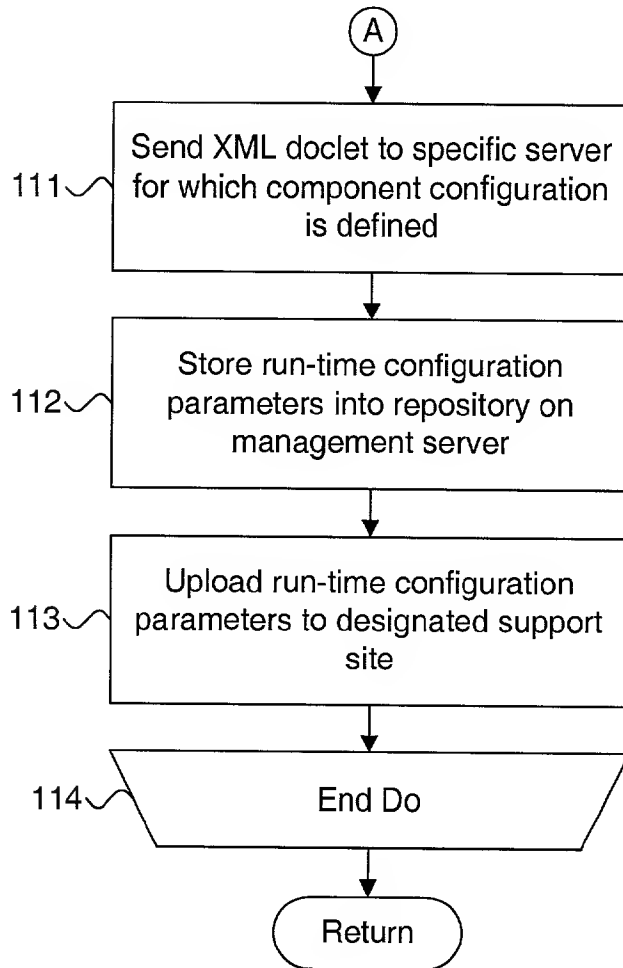 A
Send XML doclet to specific server
for which component configuration
is defined
111
Store run-time configuration
parameters into repository on
management server
112
Upload run-time configuration
parameters to designated support
site
113
End Do
114
Return